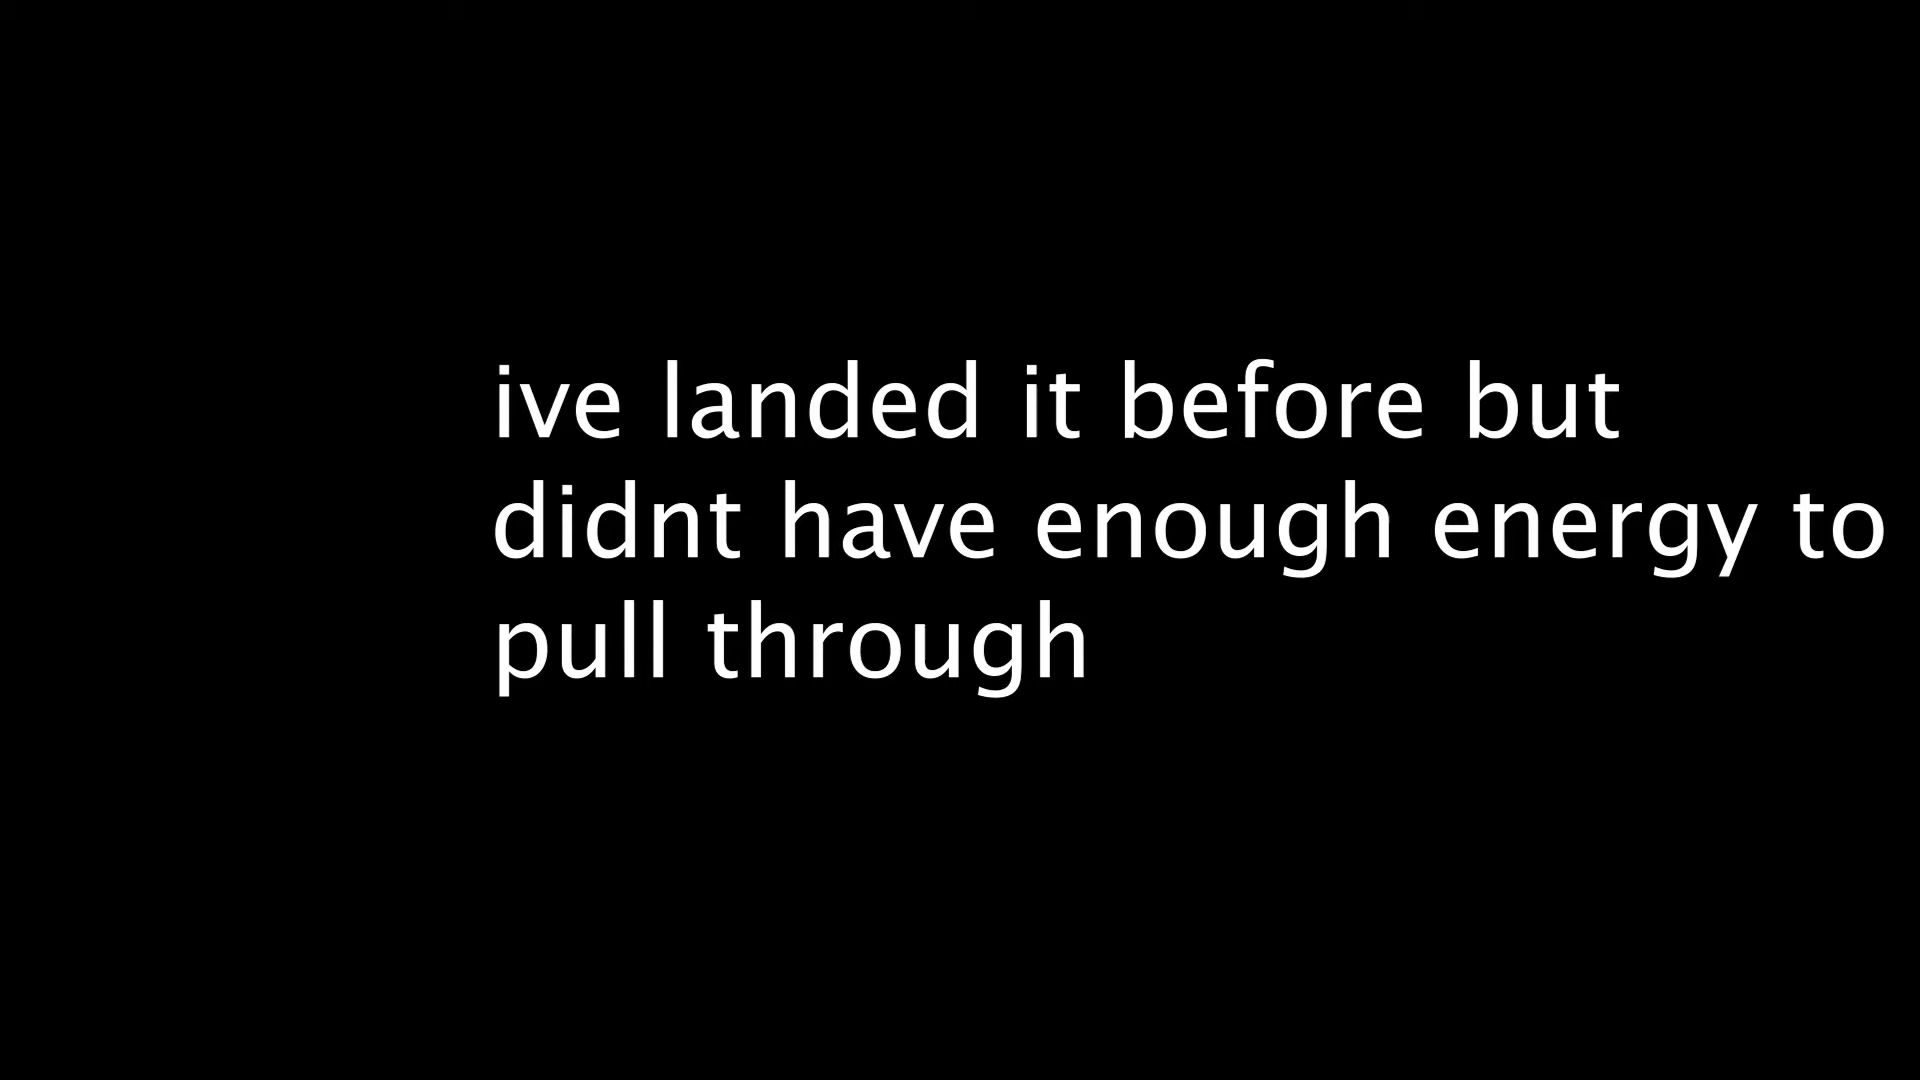 ive landed it before but
didnt have enough energy to
pull through